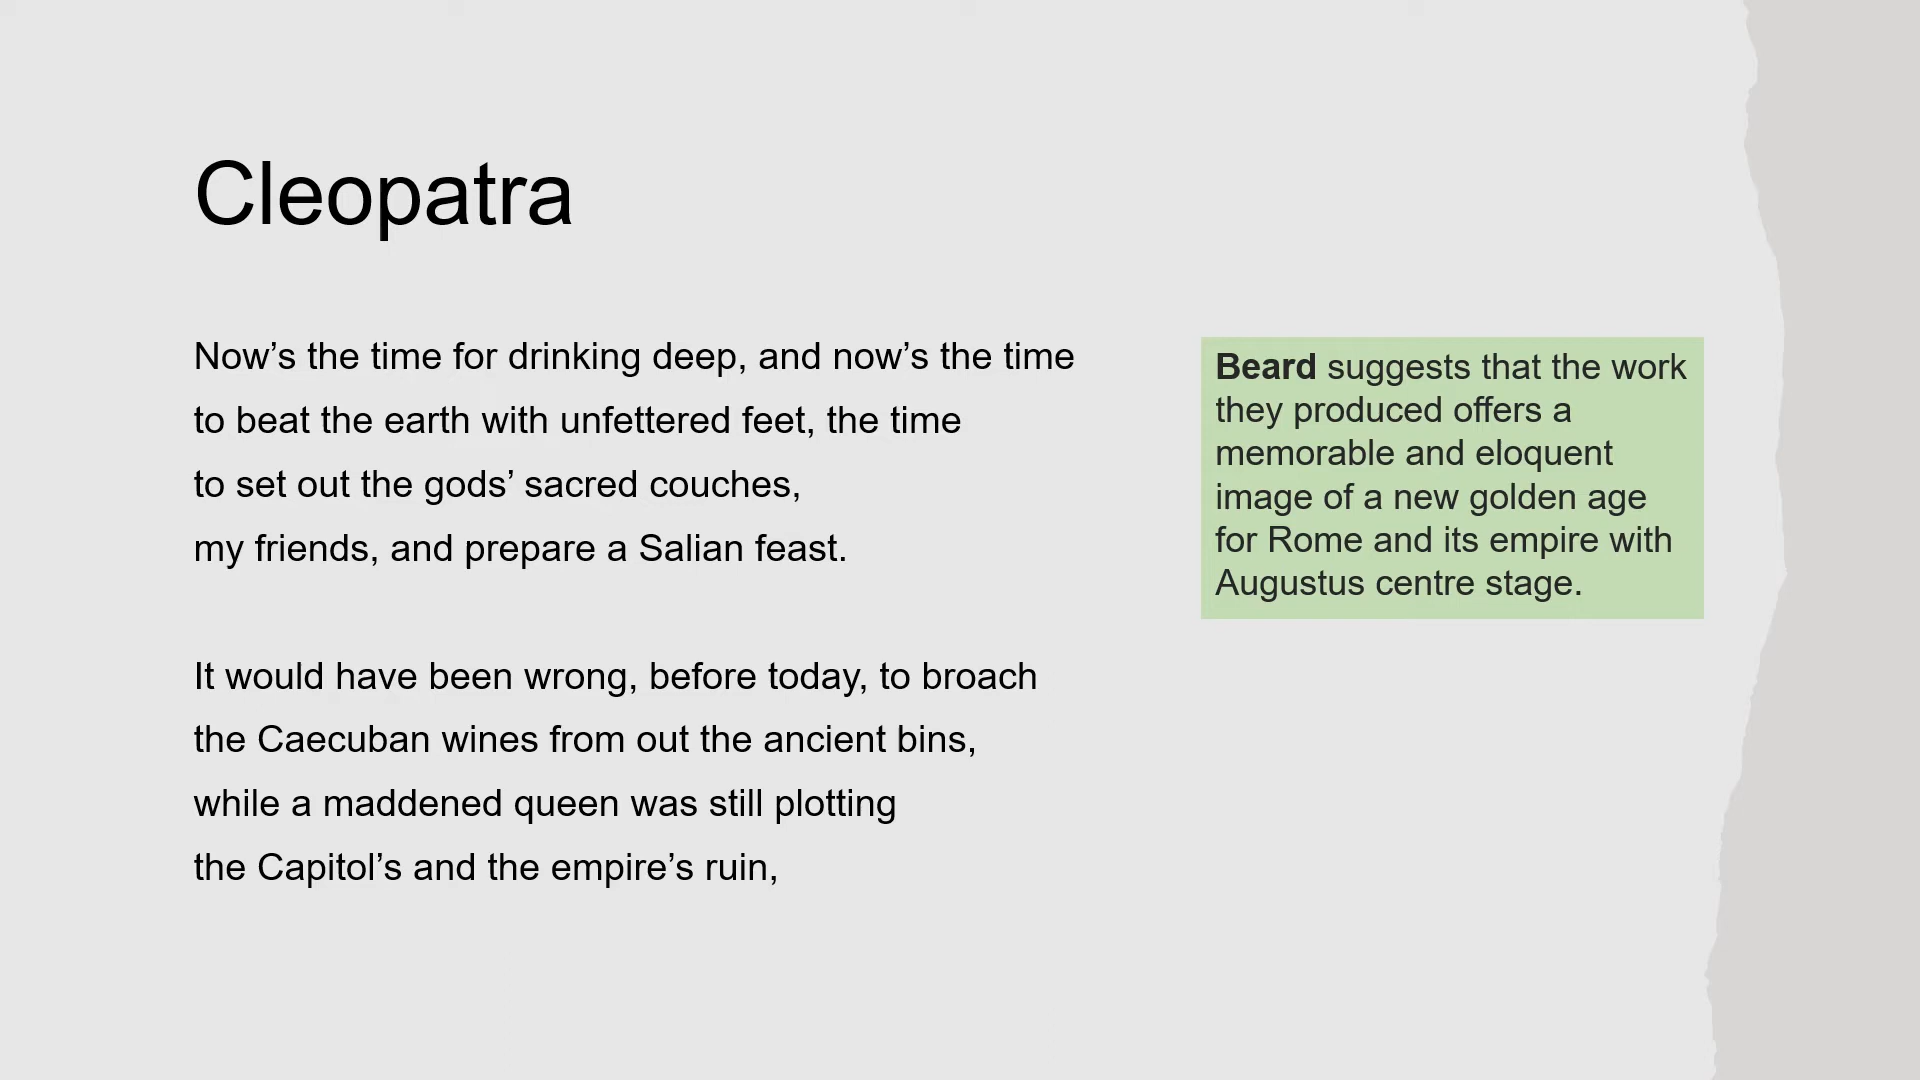 Cleopatra
Now’s the time for drinking deep, and now’s the time
to beat the earth with unfettered feet, the time
to set out the gods’ sacred couches,
my friends, and prepare a Salian feast.
It would have been wrong, before today, to broach
the Caecuban wines from out the ancient bins,
while a maddened queen was still plotting
the Capitol’s and the empire’s ruin,
Beard suggests that the work
they produced offers a
memorable and eloquent
image of a new golden age
for Rome and its empire with
Augustus centre stage.